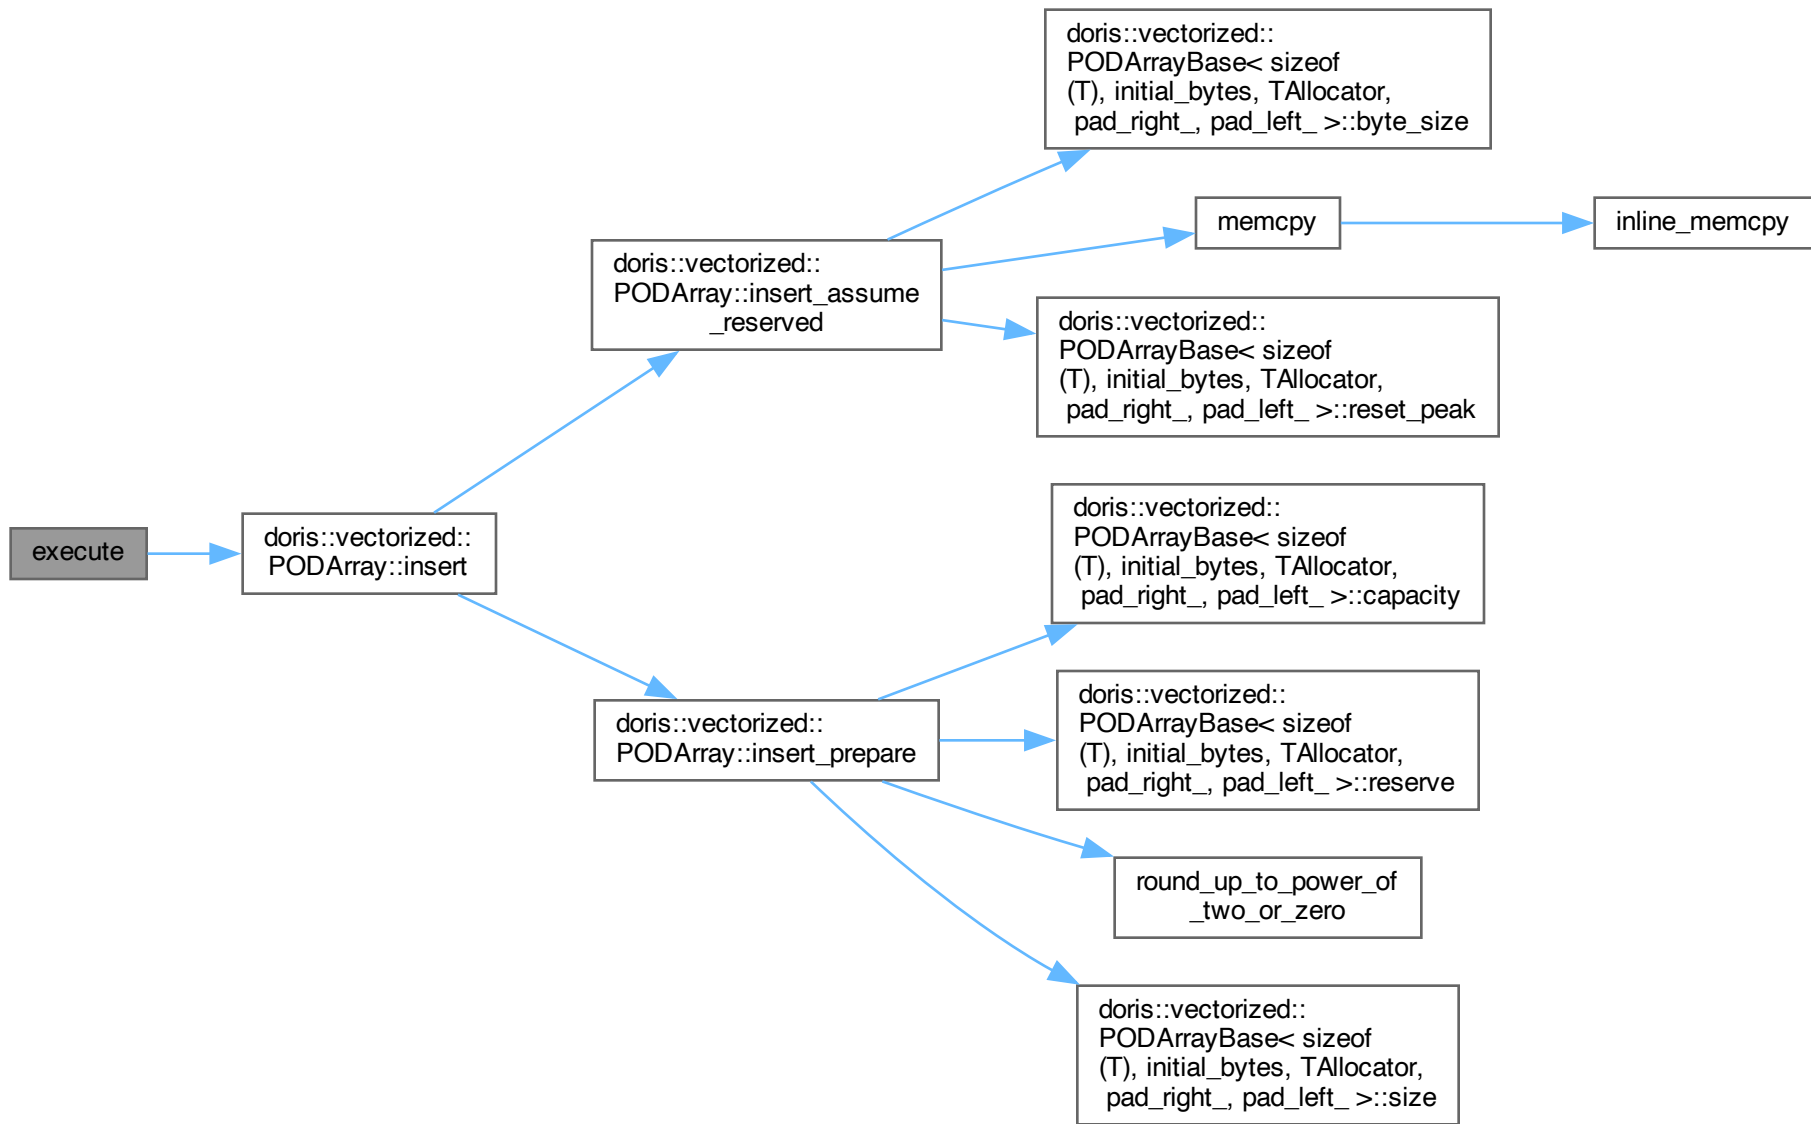 execute
doris::vectorized::
PODArray::insert
doris::vectorized::
PODArray::insert_assume
_reserved
doris::vectorized::
PODArrayBase< sizeof
(T), initial_bytes, TAllocator,
pad_right_, pad_left_ >::byte_size
memcpy
inline_memcpy
doris::vectorized::
PODArrayBase< sizeof
(T), initial_bytes, TAllocator,
pad_right_, pad_left_ >::reset_peak
doris::vectorized::
PODArray::insert_prepare
doris::vectorized::
PODArrayBase< sizeof
(T), initial_bytes, TAllocator,
pad_right_, pad_left_ >::capacity
doris::vectorized::
PODArrayBase< sizeof
(T), initial_bytes, TAllocator,
pad_right_, pad_left_ >::reserve
round_up_to_power_of
_two_or_zero
doris::vectorized::
PODArrayBase< sizeof
(T), initial_bytes, TAllocator,
pad_right_, pad_left_ >::size